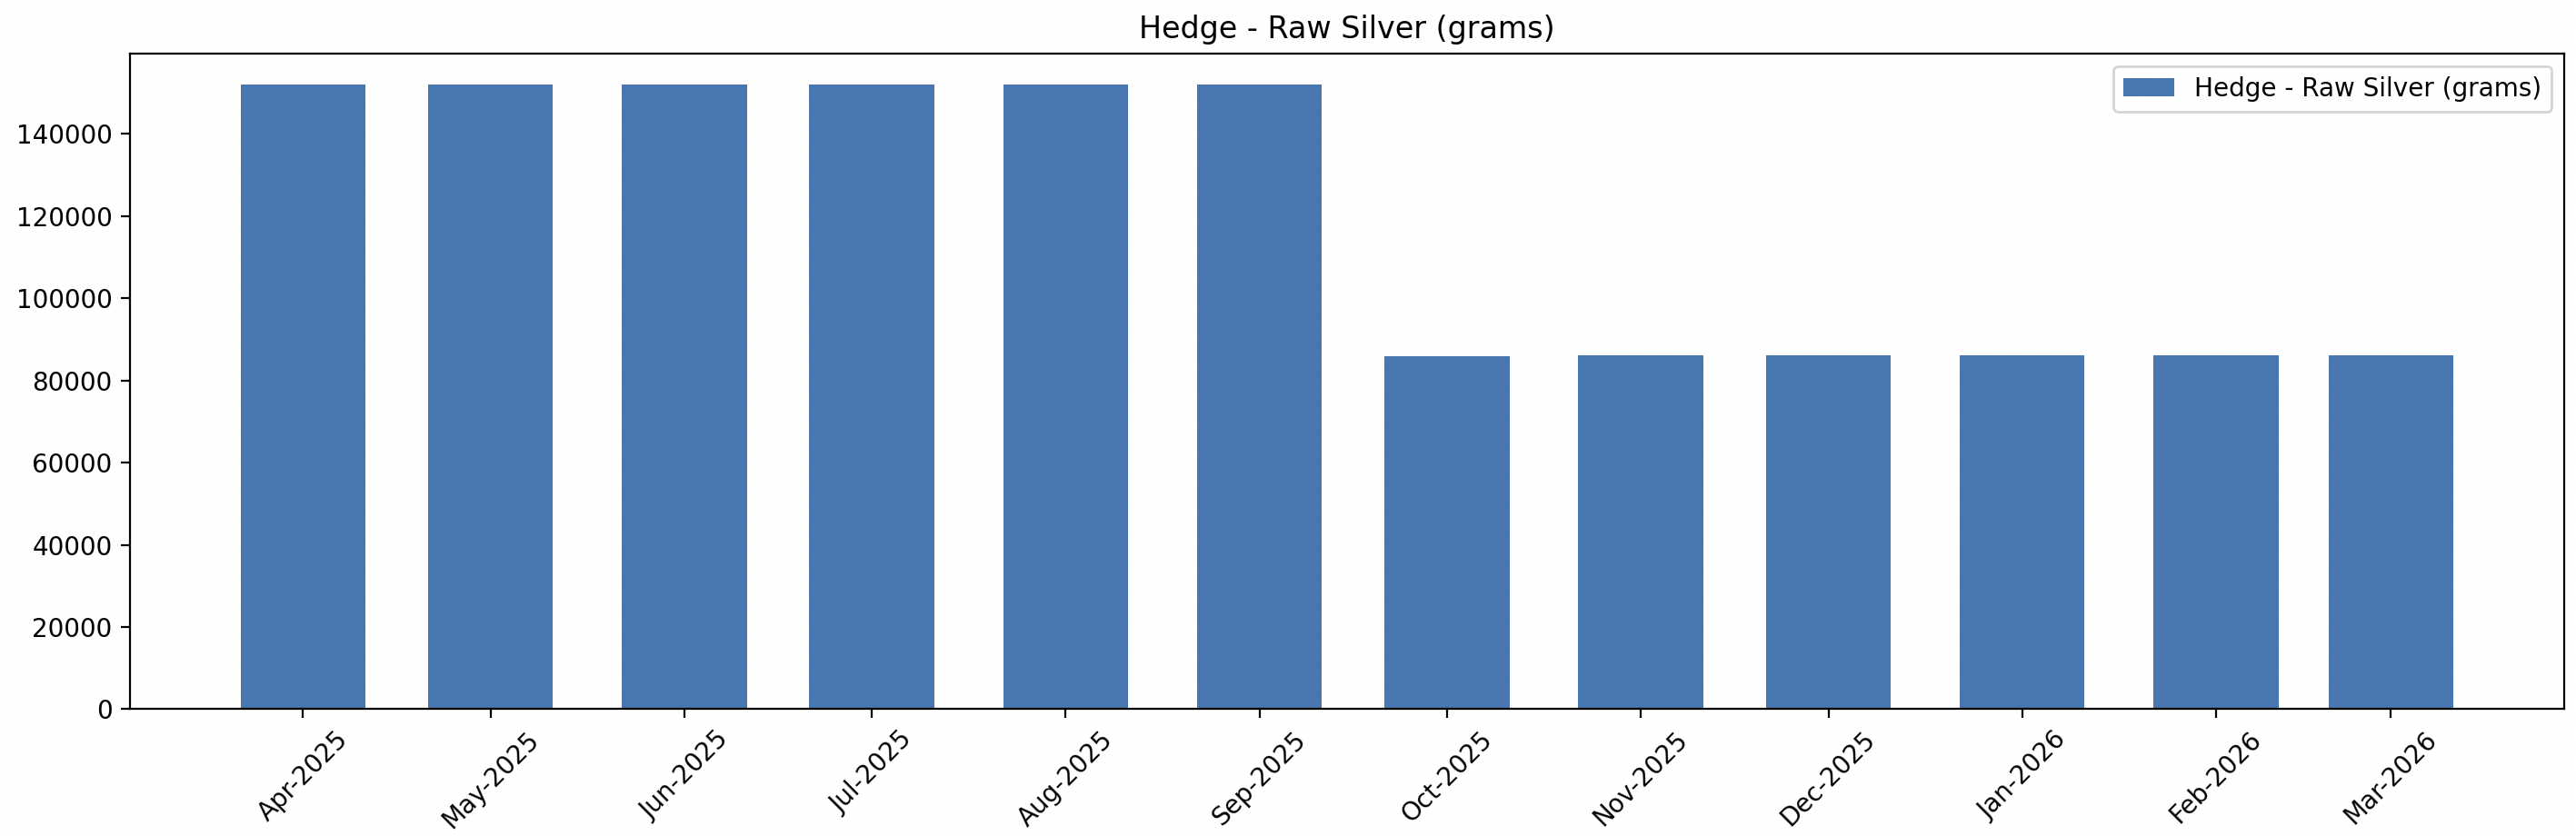 Hedge - Raw Silver (grams)
Hedge - Raw Silver (grams)
140000
120000
100000
80000
60000
40000
20000
0
Apr-2025
May-2025
Jun-2025
Jul-2025
Aug-2025
Sep-2025
Oct-2025
Nov-2025
Dec-2025
Jan-2026
Feb-2026
Mar-2026